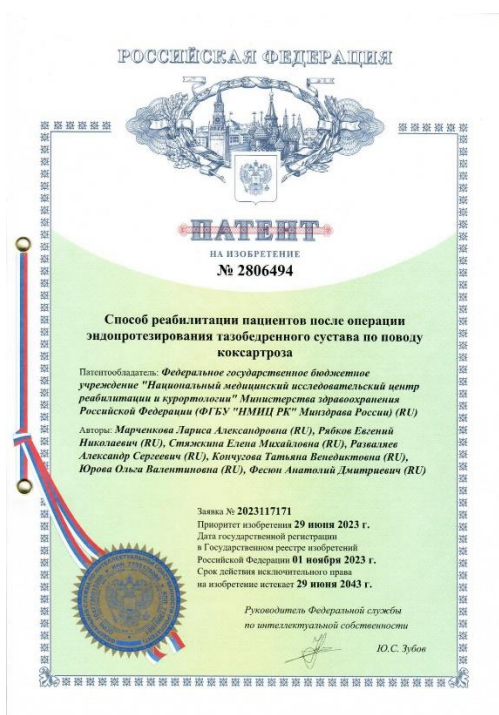 РОССИЙСКАЯ ФЕДЕРАЦИЯ
ПАТЕНТ
НА ИЗОБРЕТЕНИЕ
№ 2806494
Способ реабилитации пациентов после операции
эндопротезирования тазобедренного сустава по поводу
коксартроза
Патентообладатель: Федеральное государственное бюджетное
учреждение "Национальный медицинский исследовательский центр
реабилитации и курортологии" Министерства здравоохранения
Российской Федерации (ФГБУ "НМИЦ РК" Минздрава России) (RU)
Авторы: Марченкова Лариса Александровна (RU), Рябков Евгений
Николаевич (RU), Стяжкина Елена Михайловна (RU), Разваляев
Александр Сергеевич (RU), Кончугова Татьяна Венедиктовна (RU),
Юрова Ольга Валентиновна (RU), Фесюн Анатолий Дмитриевич (RU)
Заявка № 2023117171
Приоритет изобретения 29 июня 2023 г.
Дата государственной регистрации
в Государственном реестре изобретений
Российской Федерации 01 ноября 2023 г.
Срок действия исключительного права
на изобретение истекает 29 июня 2043 г.
Руководитель Федеральной службы
по интеллектуальной собственности
Ю.С. Зубов